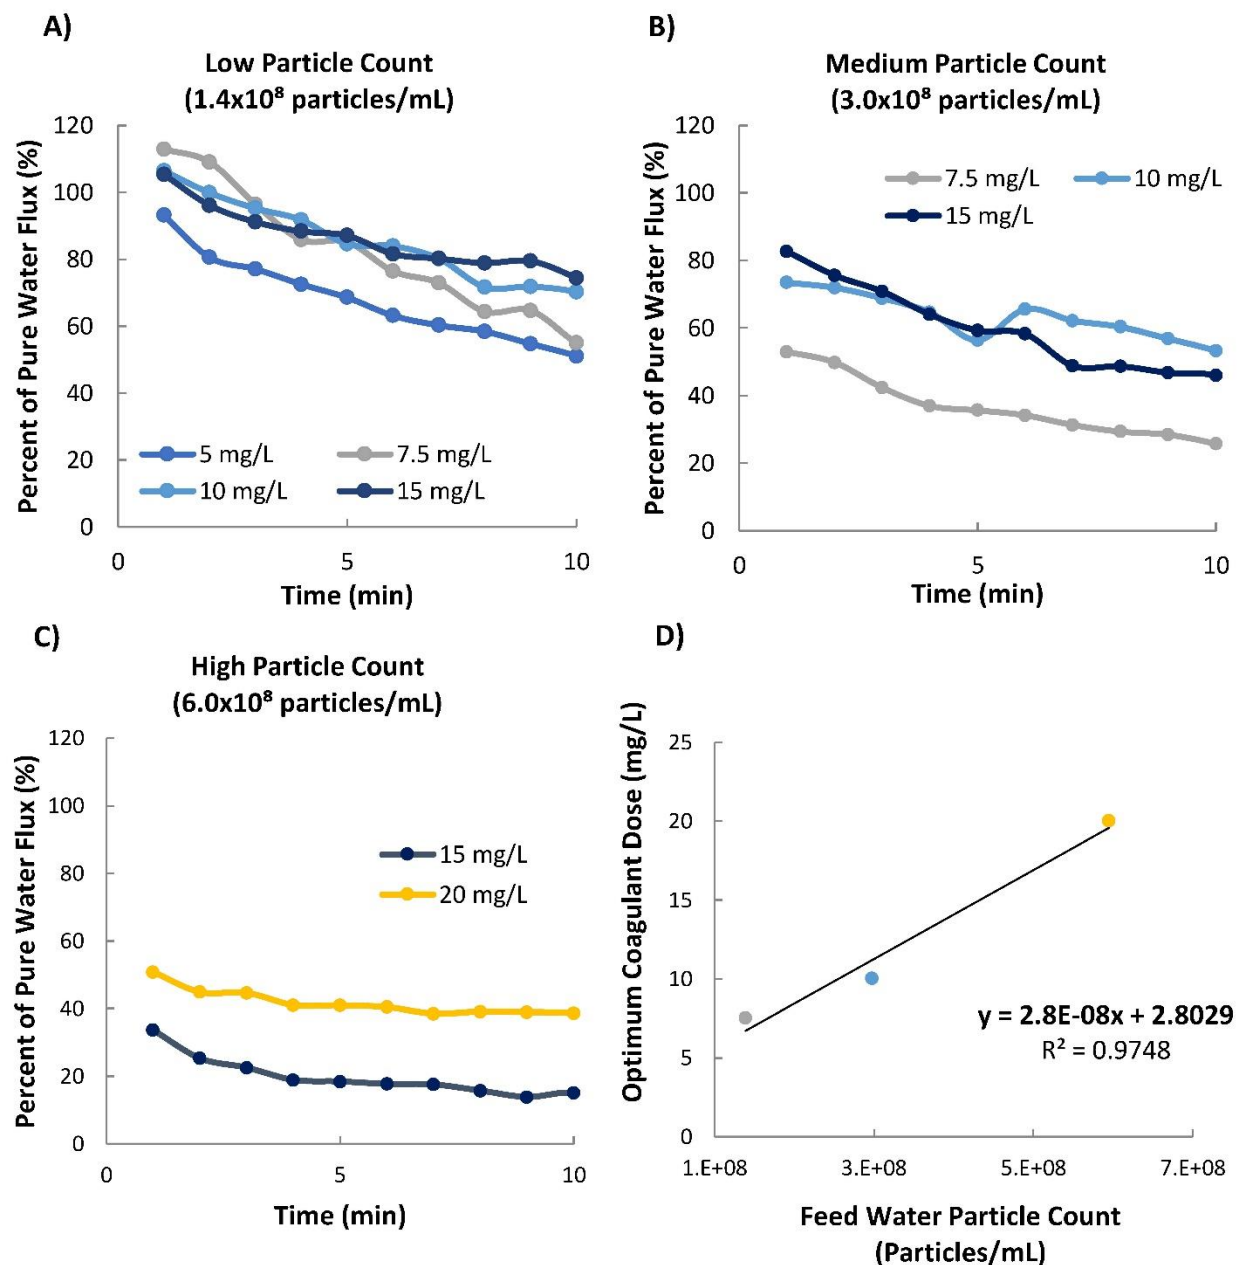 A)
Low Particle Count
(1.4x10⁸ particles/mL)
Percent of Pure Water Flux (%)
120
100
80
60
40
20
0
5 mg/L
7.5 mg/L
10 mg/L
15 mg/L
0
5
10
Time (min)
B)
Medium Particle Count
(3.0x10⁸ particles/mL)
Percent of Pure Water Flux (%)
120
100
80
60
40
20
0
7.5 mg/L
10 mg/L
15 mg/L
0
5
10
Time (min)
C)
High Particle Count
(6.0x10⁸ particles/mL)
Percent of Pure Water Flux (%)
120
100
80
60
40
20
0
15 mg/L
20 mg/L
0
5
10
Time (min)
D)
Optimum Coagulant Dose (mg/L)
25
20
15
10
5
0
y = 2.8E-08x + 2.8029
R² = 0.9748
1.E+08
3.E+08
5.E+08
7.E+08
Feed Water Particle Count
(Particles/mL)